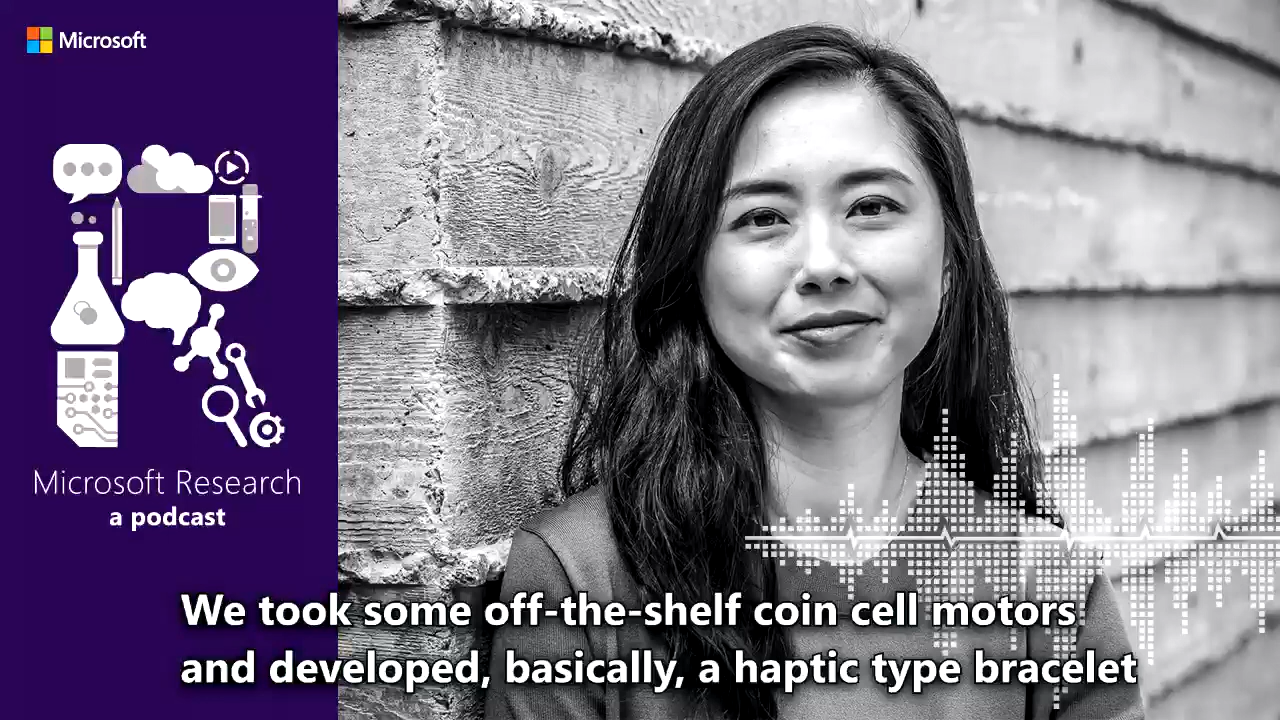 Microsoft
Microsoft Research
a podcast
We took some off-the-shelf coin cell motors
and developed, basically, a haptic type bracelet